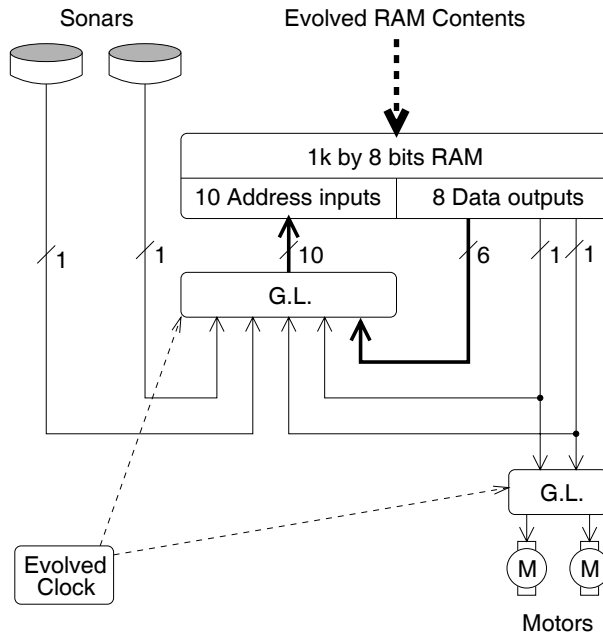 Sonars
Evolved RAM Contents
1k by 8 bits RAM
10 Address inputs
8 Data outputs
1
1
10
6
1
1
G.L.
G.L.
Evolved
Clock
M
M
Motors